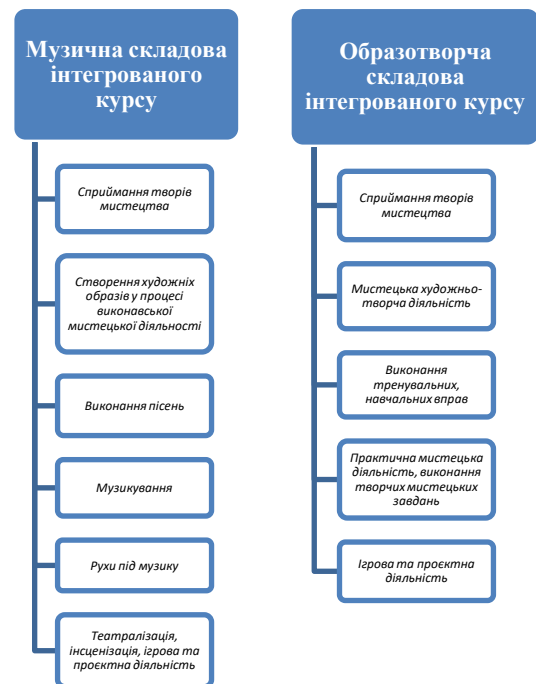 Музична складова
інтегрованого
курсу
Сприймання творів
мистецтва
Створення художніх
образів у процесі
виконавської
мистецької діяльності
Виконання пісень
Музикування
Рухи під музику
Театралізація,
інсценізація, ігрова та
проєктна діяльність
Образотворча
складова
інтегрованого курсу
Сприймання творів
мистецтва
Мистецька художньо-
творча діяльність
Виконання
тренувальних,
навчальних вправ
Практична мистецька
діяльність, виконання
творчих мистецьких
завдань
Ігрова та проєктна
діяльність